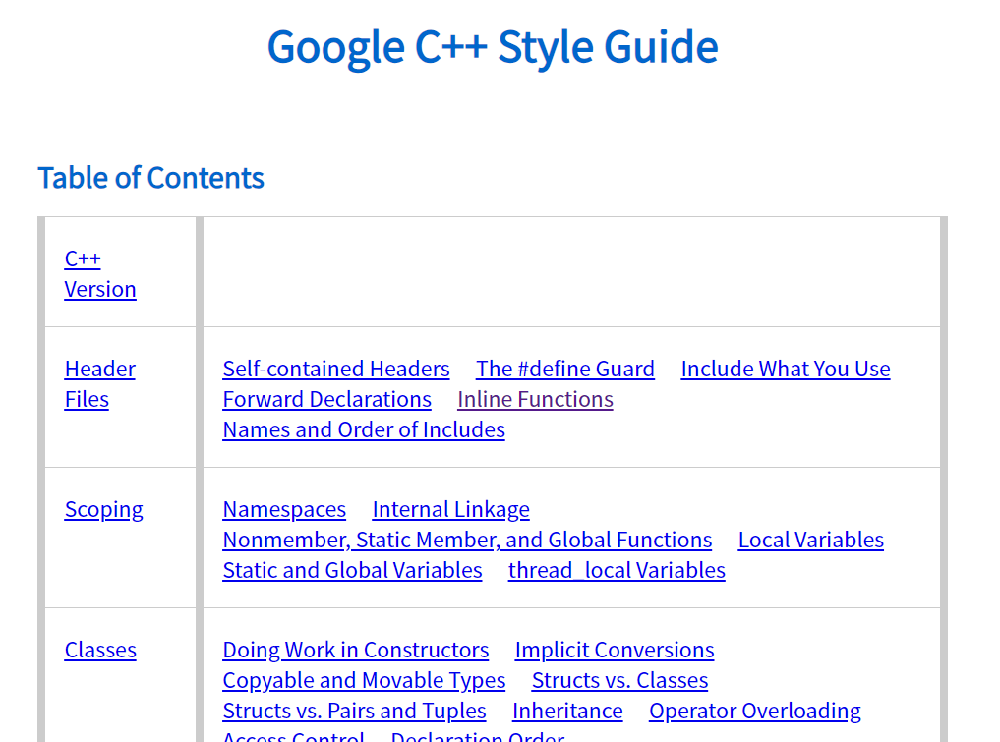 Google C++ Style Guide
Table of Contents
C++
Version
Header
Files
Self-contained Headers The #define Guard Include What You Use
Forward Declarations Inline Functions
Names and Order of Includes
Scoping
Namespaces Internal Linkage
Nonmember, Static Member, and Global Functions Local Variables
Static and Global Variables thread_local Variables
Classes
Doing Work in Constructors Implicit Conversions
Copyable and Movable Types Structs vs. Classes
Structs vs. Pairs and Tuples Inheritance Operator Overloading
Access Control Declaration Order